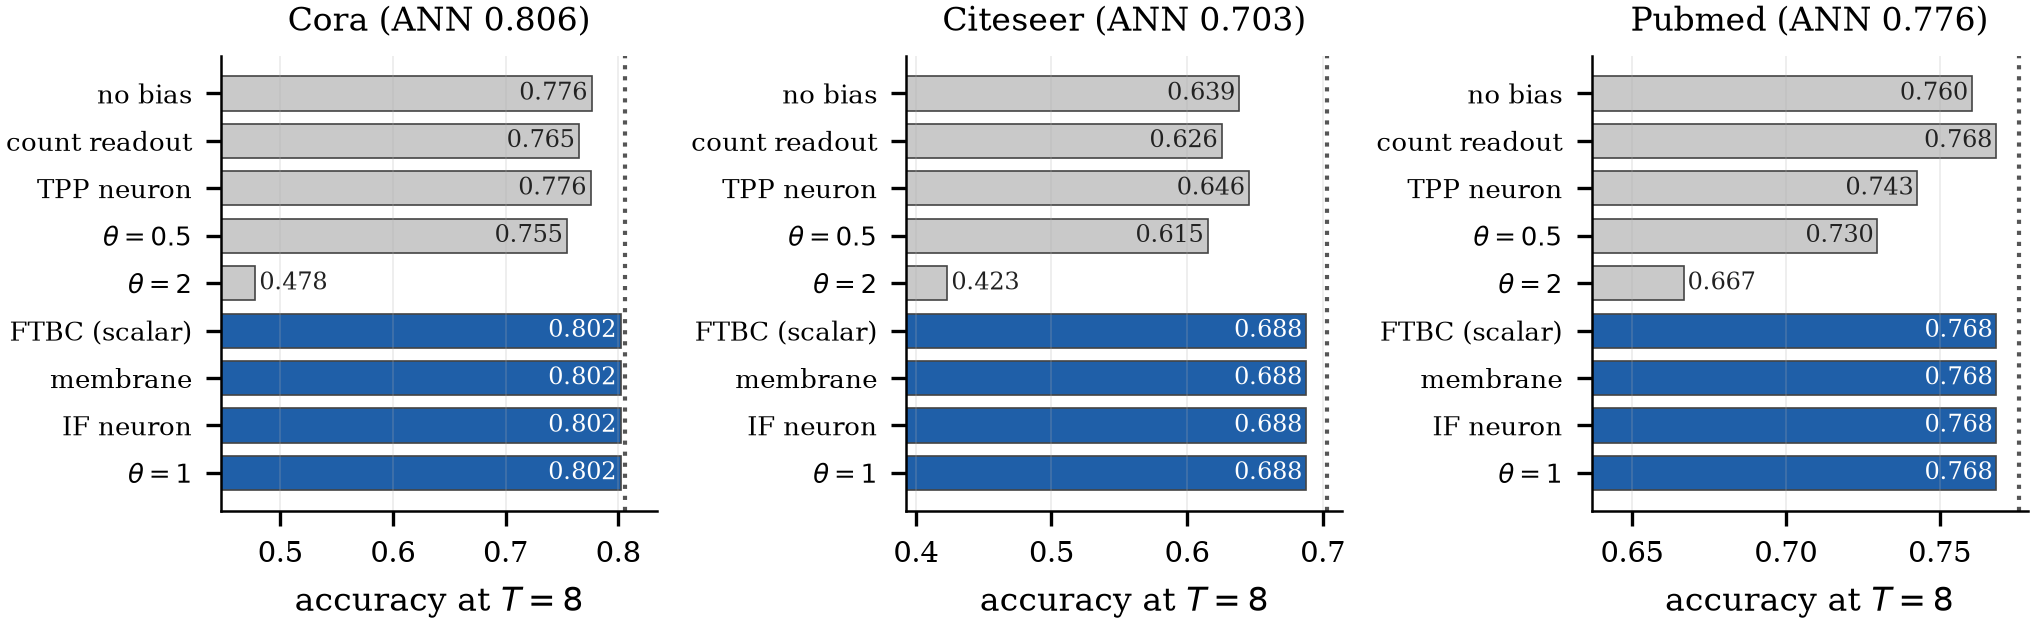 Cora (ANN 0.806)
no bias 0.776
count readout 0.765
TPP neuron 0.776
θ = 0.5 0.755
θ = 2 0.478
FTBC (scalar) 0.802
membrane 0.802
IF neuron 0.802
θ = 1 0.802
0.5 0.6 0.7 0.8
accuracy at T = 8
Citeseer (ANN 0.703)
no bias 0.639
count readout 0.626
TPP neuron 0.646
θ = 0.5 0.615
θ = 2 0.423
FTBC (scalar) 0.688
membrane 0.688
IF neuron 0.688
θ = 1 0.688
0.4 0.5 0.6 0.7
accuracy at T = 8
Pubmed (ANN 0.776)
no bias 0.760
count readout 0.768
TPP neuron 0.743
θ = 0.5 0.730
θ = 2 0.667
FTBC (scalar) 0.768
membrane 0.768
IF neuron 0.768
θ = 1 0.768
0.65 0.70 0.75
accuracy at T = 8